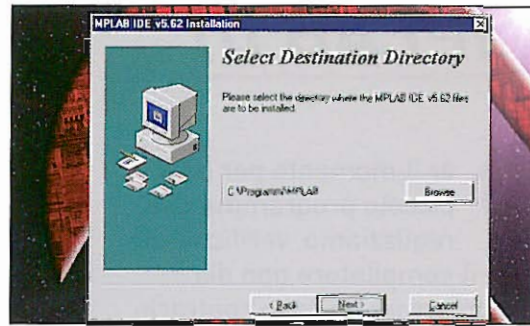 MPLAB IDE v5.62 Installation
Select Destination Directory
Please select the directory where the MPLAB IDE v5.62 files
are to be installed.
C:\Programmi\MPLAB
Browse
< Back
Next >
Cancel